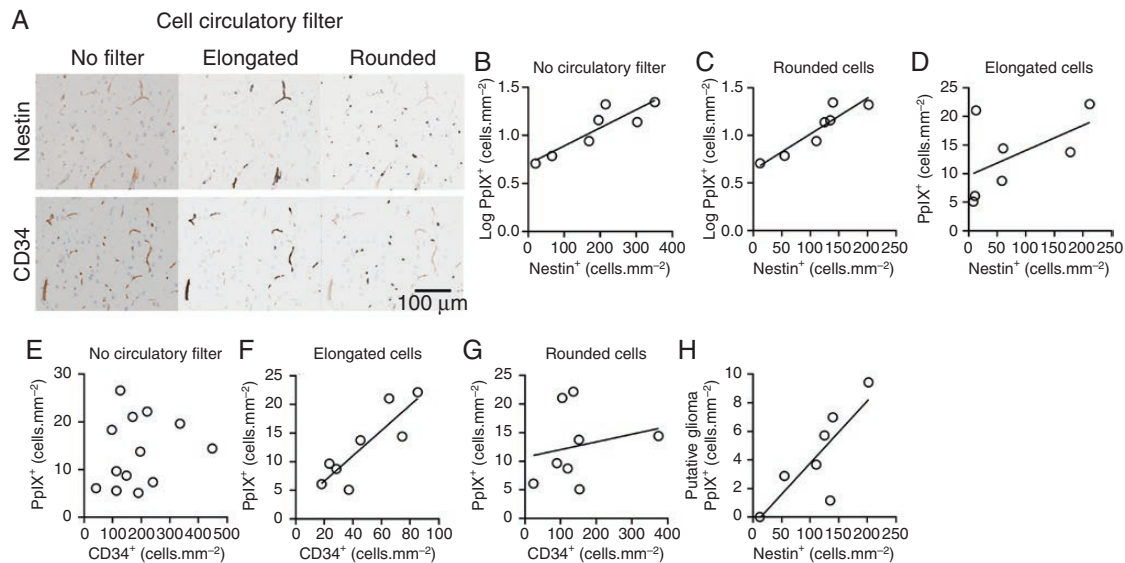 A
Cell circulatory filter
No filter
Elongated
Rounded
Nestin
CD34
100 μm
B
No circulatory filter
Log PpIX⁺ (cells.mm⁻²)
1.5
1.0
0.5
0.0
0 100 200 300 400
Nestin⁺ (cells.mm⁻²)
C
Rounded cells
Log PpIX⁺ (cells.mm⁻²)
1.5
1.0
0.5
0.0
0 50 100 150 200 250
Nestin⁺ (cells.mm⁻²)
D
Elongated cells
PpIX⁺ (cells.mm⁻²)
25
20
15
10
5
0
0 50 100 150 200 250
Nestin⁺ (cells.mm⁻²)
E
No circulatory filter
PpIX⁺ (cells.mm⁻²)
30
20
10
0
0 100 200 300 400 500
CD34⁺ (cells.mm⁻²)
F
Elongated cells
PpIX⁺ (cells.mm⁻²)
25
20
15
10
5
0
0 20 40 60 80 100
CD34⁺ (cells.mm⁻²)
G
Rounded cells
PpIX⁺ (cells.mm⁻²)
25
20
15
10
5
0
0 100 200 300 400
CD34⁺ (cells.mm⁻²)
H
Putative glioma
PpIX⁺ (cells.mm⁻²)
10
8
6
4
2
0
0 50 100 150 200 250
Nestin⁺ (cells.mm⁻²)